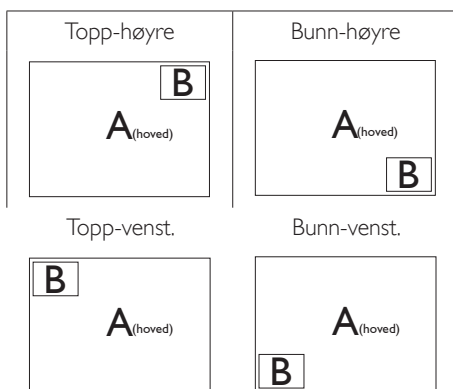 Topp-høyre
B
A(hoved)
Bunn-høyre
A(hoved)
B
Topp-venst.
B
A(hoved)
Bunn-venst.
A(hoved)
B